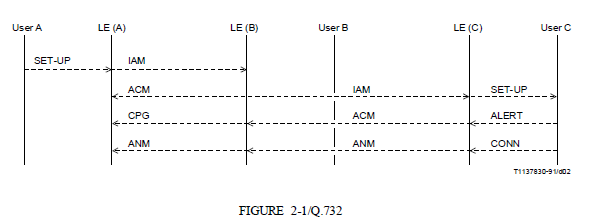 User A LE (A) LE (B) User B LE (C) User C
SET-UP IAM
ACM IAM SET-UP
CPG ACM ALERT
ANM ANM CONN
T1137830-91/d02
FIGURE 2-1/Q.732